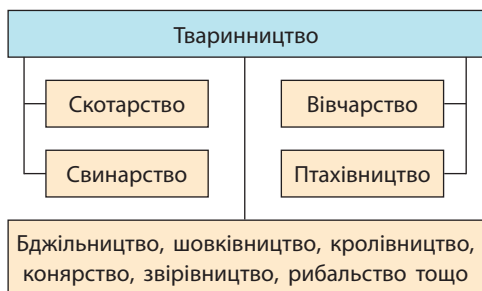 Тваринництво
Скотарство
Вівчарство
Свинарство
Птахівництво
Бджільництво, шовківництво, кролівництво,
конярство, звірівництво, рибальство тощо